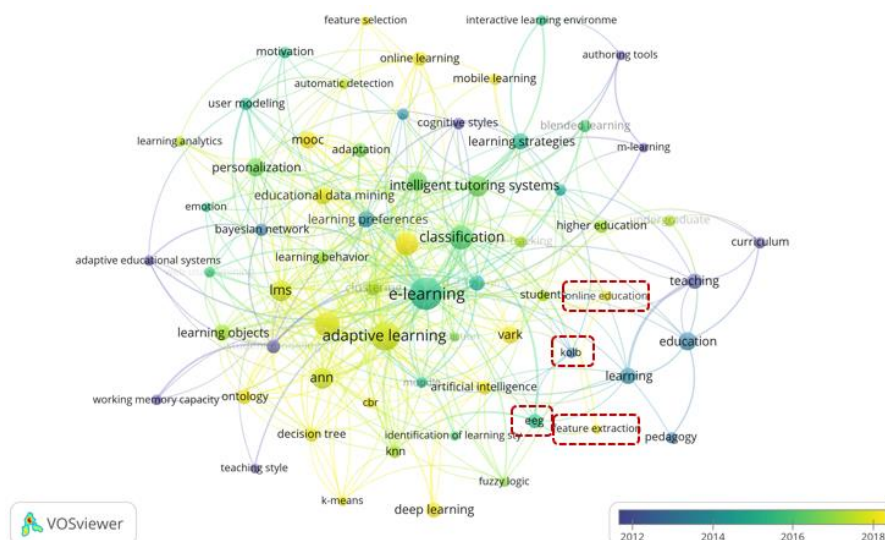 feature selection
interactive learning environme
motivation
online learning
authoring tools
automatic detection
mobile learning
user modeling
cognitive styles
blended learning
learning analytics
mooc
adaptation
learning strategies
m-learning
personalization
educational data mining
intelligent tutoring systems
emotion
learning preferences
higher education
undergraduate
bayesian network
classification
curriculum
adaptive educational systems
learning behavior
teaching
lms
clustering
e-learning
student
online education
learning objects
adaptive learning
vark
education
kolb
ann
artificial intelligence
learning
working memory capacity
ontology
cbr
eeg
feature extraction
decision tree
identification of learning sty
pedagogy
knn
teaching style
fuzzy logic
k-means
deep learning
VOSviewer
2012 2014 2016 2018